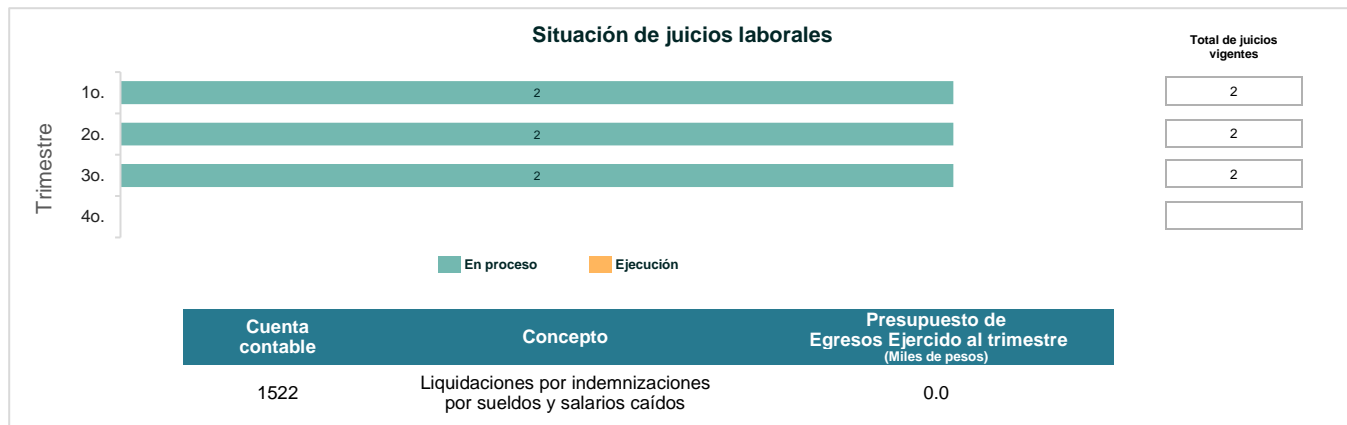 Situación de juicios laborales
Total de juicios
vigentes
Trimestre
1o.
2
2
2o.
2
2
3o.
2
2
4o.
En proceso
Ejecución
Cuenta
contable
Concepto
Presupuesto de
Egresos Ejercido al trimestre
(Miles de pesos)
1522
Liquidaciones por indemnizaciones
por sueldos y salarios caídos
0.0